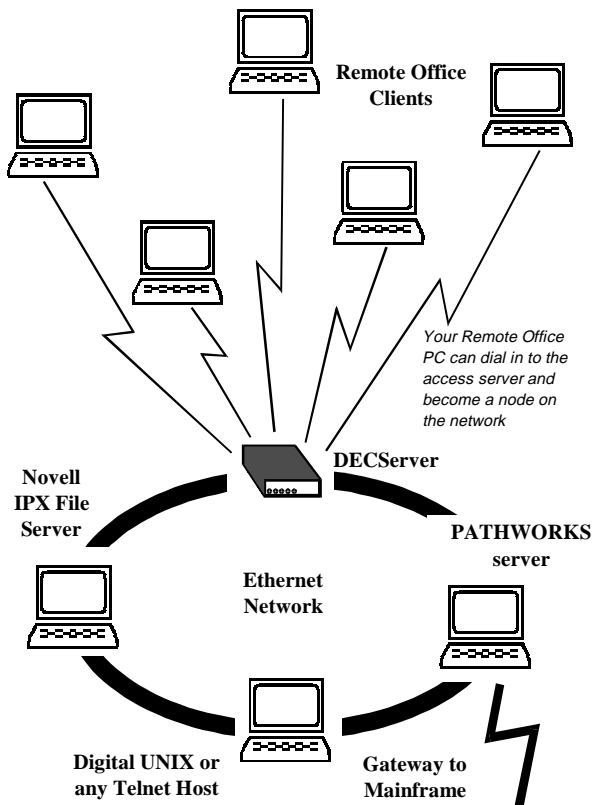 Remote Office
Clients
Your Remote Office
PC can dial in to the
access server and
become a node on
the network
DECServer
Novell
IPX File
Server
PATHWORKS
server
Ethernet
Network
Digital UNIX or
any Telnet Host
Gateway to
Mainframe